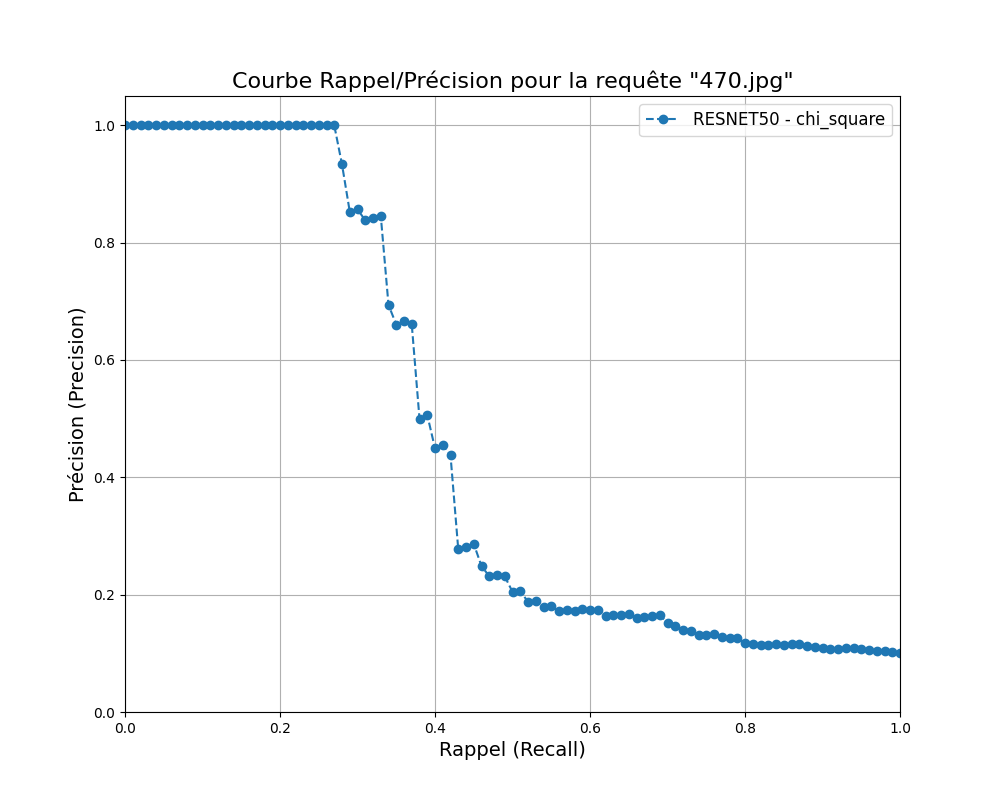 Courbe Rappel/Précision pour la requête "470.jpg"
RESNET50 - chi_square
Précision (Precision)
1.0
0.8
0.6
0.4
0.2
0.0
0.0 0.2 0.4 0.6 0.8 1.0
Rappel (Recall)